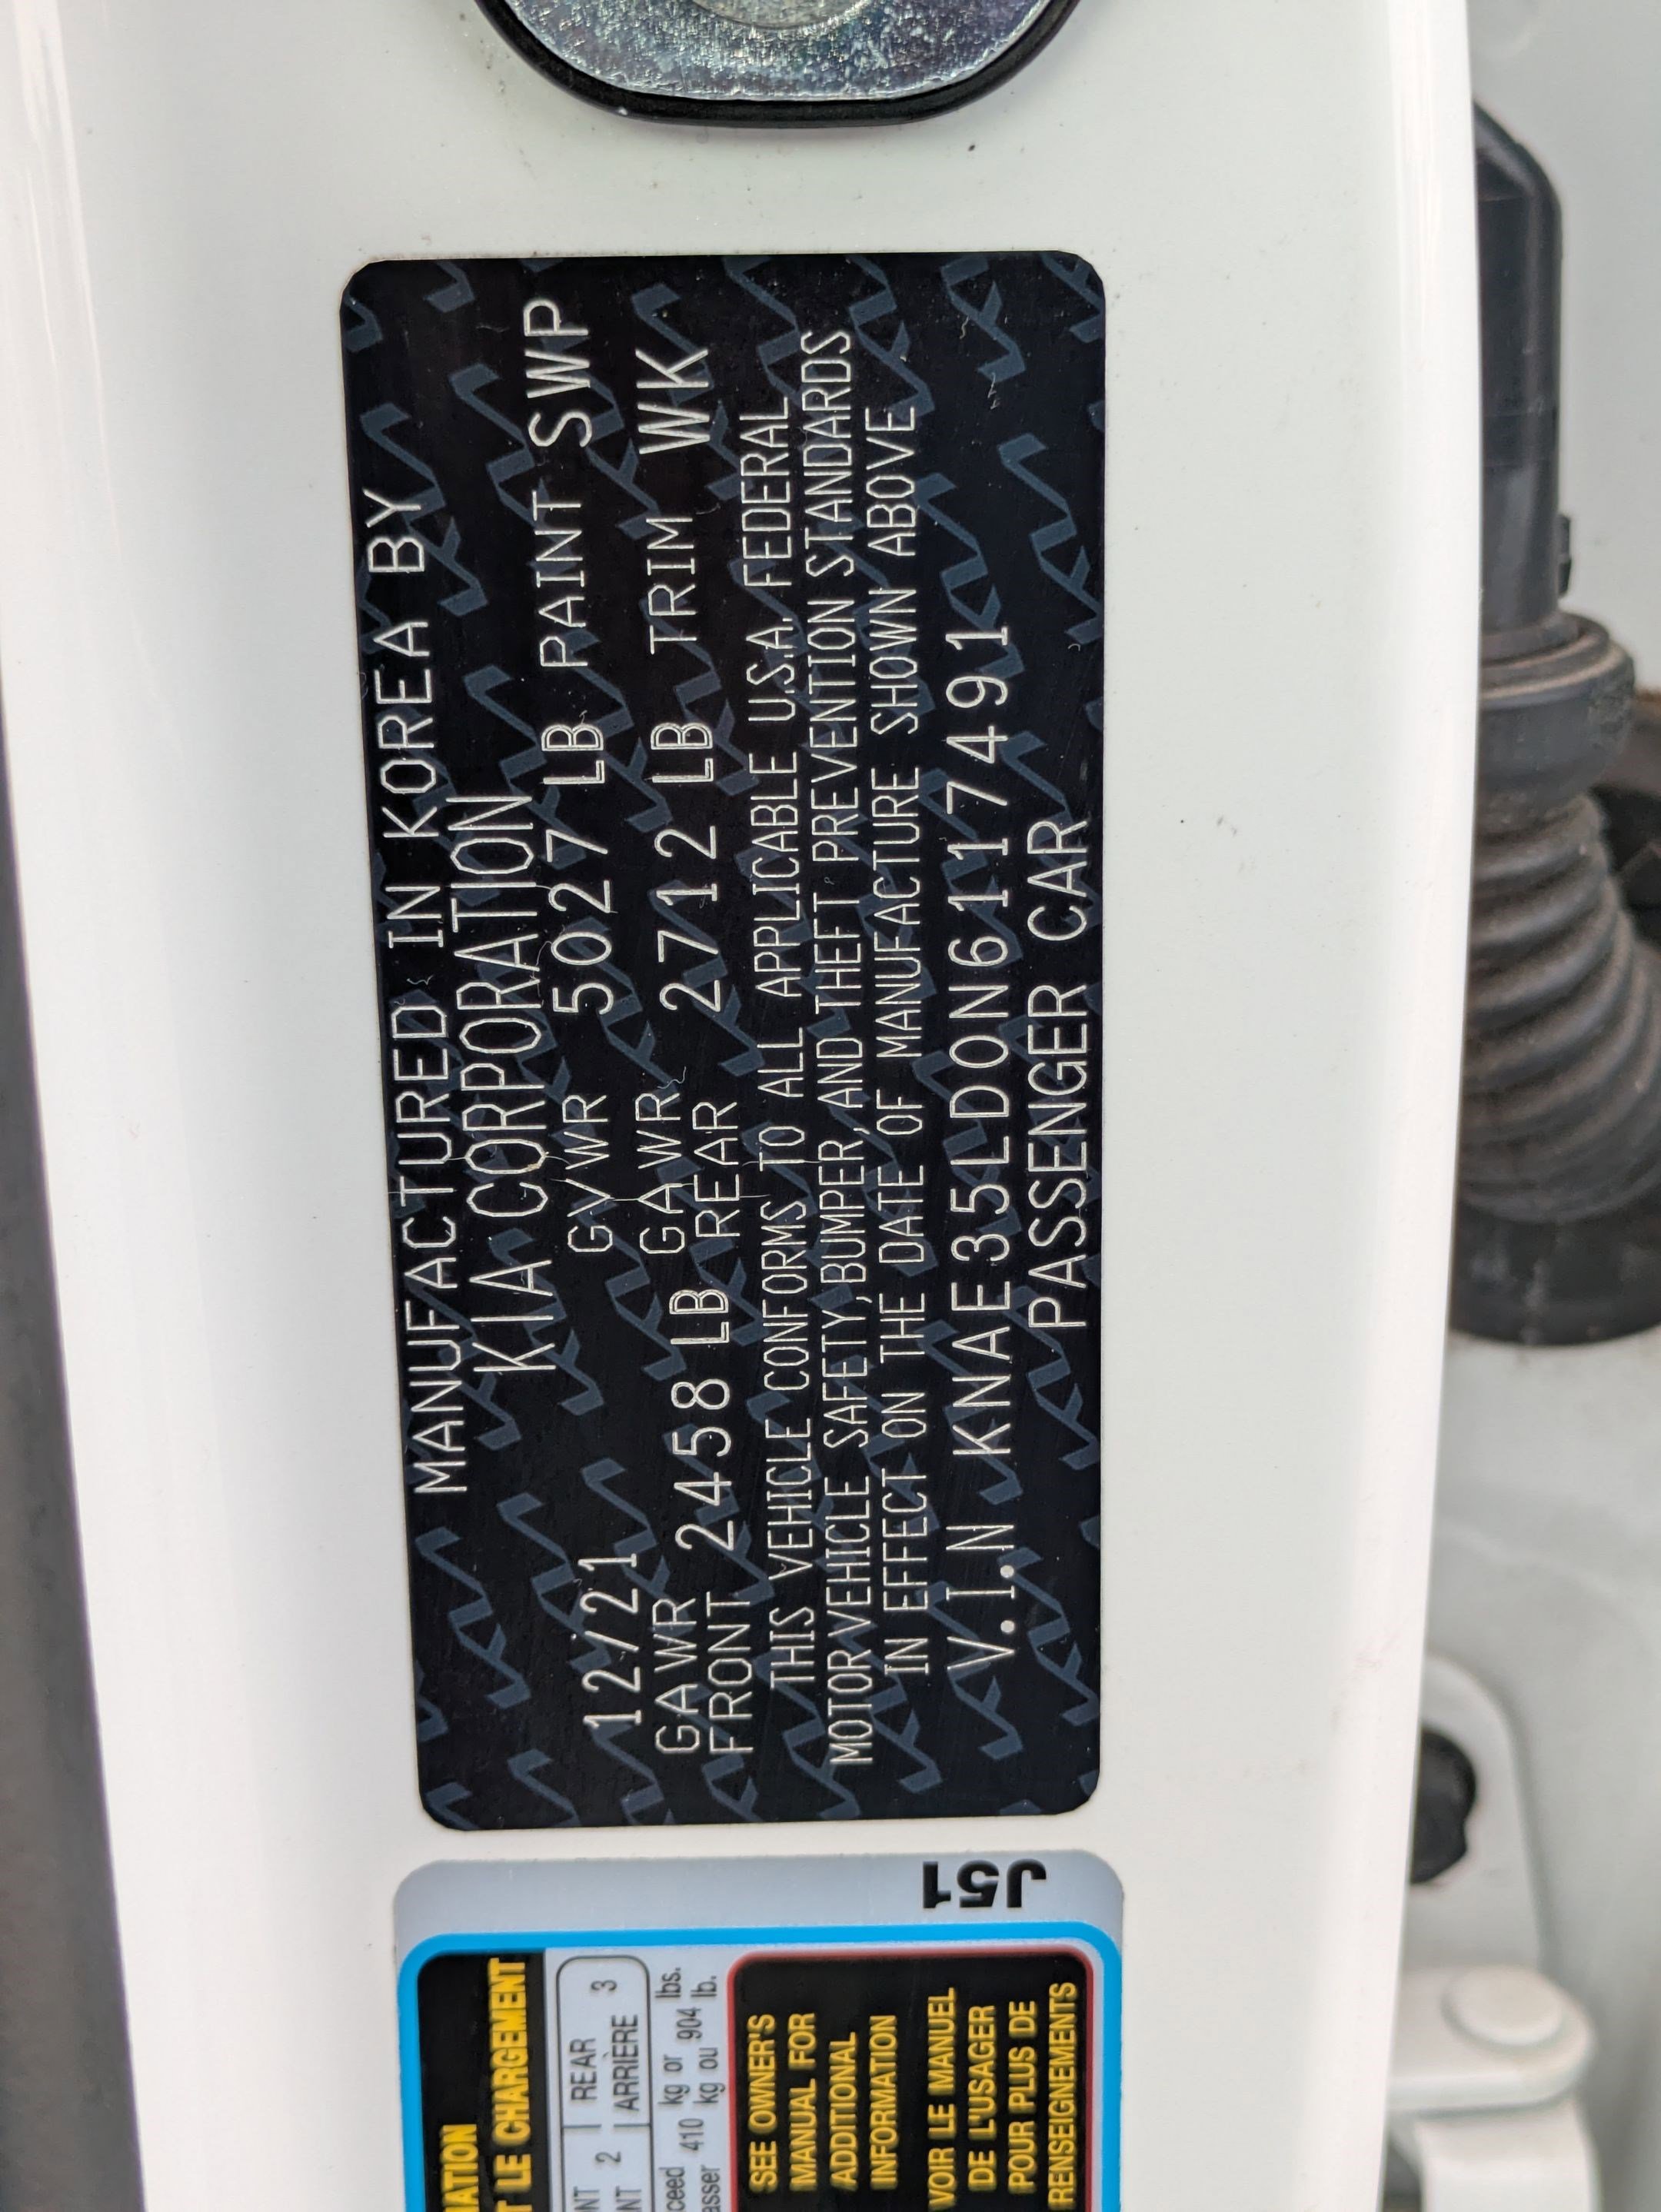 MANUFACTURED IN KOREA BY
KIA CORPORATION
12/21 GVWR 5027 LB PAINT SWP
GAWR 2458 LB GAWR 2712 LB TRIM WK
FRONT REAR
THIS VEHICLE CONFORMS TO ALL APPLICABLE U.S.A. FEDERAL
MOTOR VEHICLE SAFETY, BUMPER, AND THEFT PREVENTION STANDARDS
IN EFFECT ON THE DATE OF MANUFACTURE SHOWN ABOVE
V.I.N KNAE35LD0N6117491
PASSENGER CAR
J51
LE CHARGEMENT
2 REAR 3
ARRIÈRE
410 kg or lbs.
kg ou 904 lb.
SEE OWNER'S
MANUAL FOR
ADDITIONAL
INFORMATION
VOIR LE MANUEL
DE L'USAGER
POUR PLUS DE
RENSEIGNEMENTS